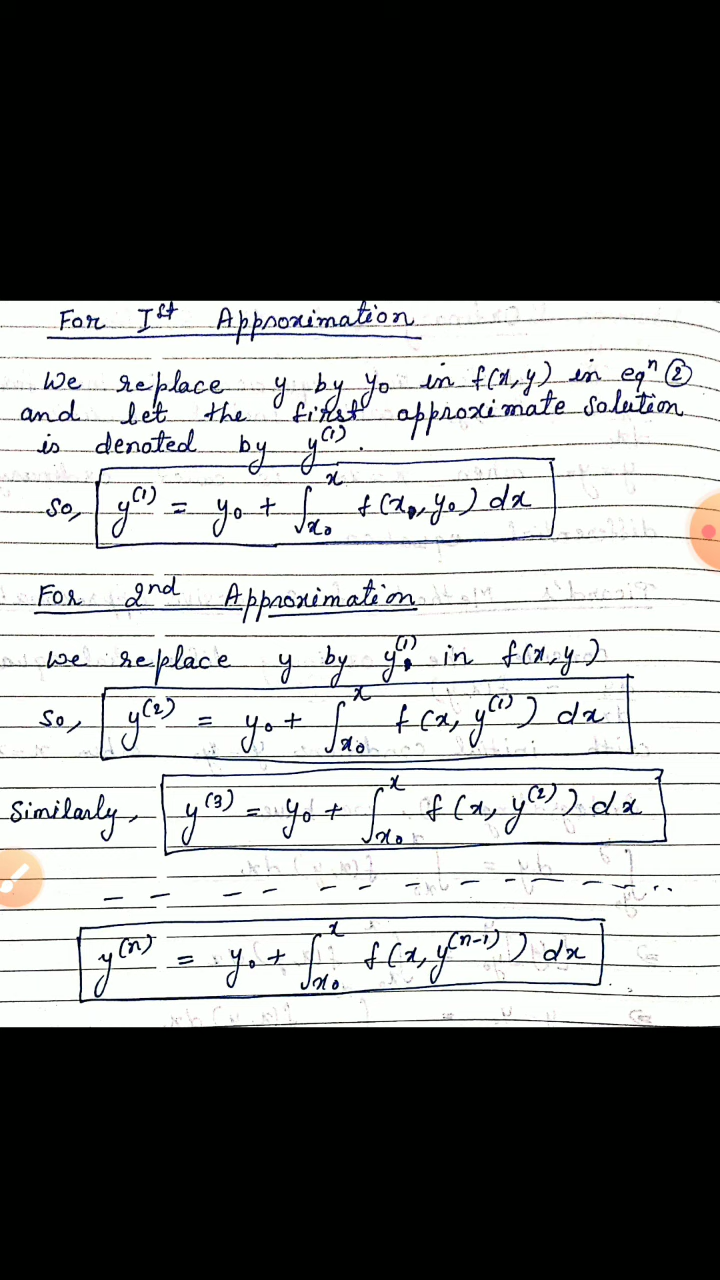 For Ist Approximation
We replace y by y₀ in f(x,y) in eqⁿ ②
and let the first approximate solution
is denoted by y⁽¹⁾.
so, y⁽¹⁾ = y₀ + ∫ₓ₀ˣ f(x, y₀) dx
For 2nd Approximation
We replace y by y⁽¹⁾ in f(x,y)
so, y⁽²⁾ = y₀ + ∫ₓ₀ˣ f(x, y⁽¹⁾) dx
Similarly, y⁽³⁾ = y₀ + ∫ₓ₀ˣ f(x, y⁽²⁾) dx
— — — — — — — — — — ..
y⁽ⁿ⁾ = y₀ + ∫ₓ₀ˣ f(x, y⁽ⁿ⁻¹⁾) dx.